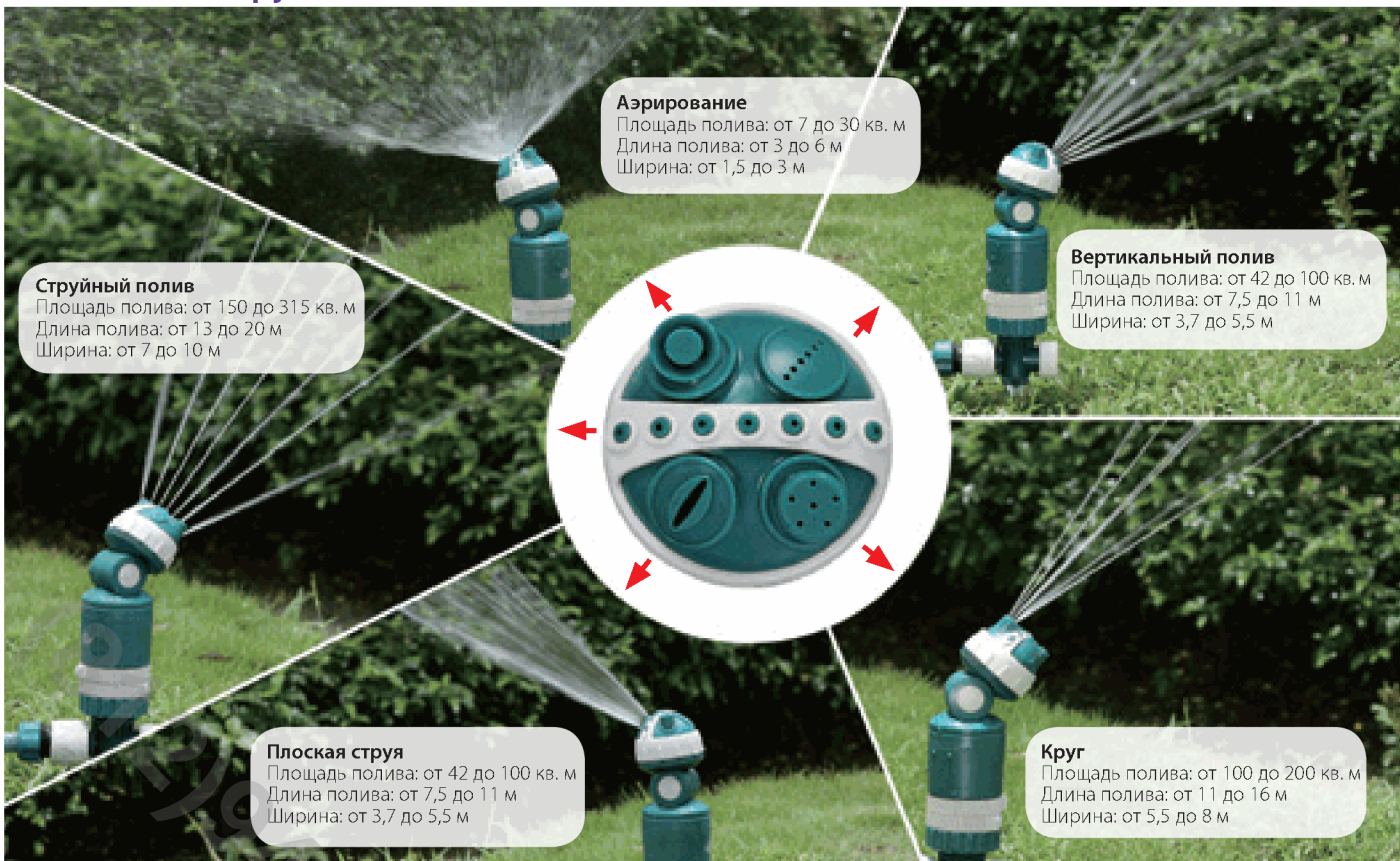 Аэрирование
Площадь полива: от 7 до 30 кв. м
Длина полива: от 3 до 6 м
Ширина: от 1,5 до 3 м
Вертикальный полив
Площадь полива: от 42 до 100 кв. м
Длина полива: от 7,5 до 11 м
Ширина: от 3,7 до 5,5 м
Струйный полив
Площадь полива: от 150 до 315 кв. м
Длина полива: от 13 до 20 м
Ширина: от 7 до 10 м
Плоская струя
Площадь полива: от 42 до 100 кв. м
Длина полива: от 7,5 до 11 м
Ширина: от 3,7 до 5,5 м
Круг
Площадь полива: от 100 до 200 кв. м
Длина полива: от 11 до 16 м
Ширина: от 5,5 до 8 м